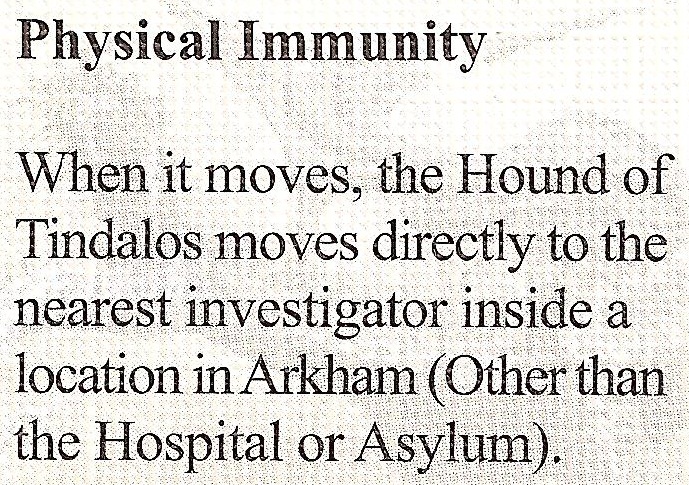 Physical Immunity
When it moves, the Hound of
Tindalos moves directly to the
nearest investigator inside a
location in Arkham (Other than
the Hospital or Asylum).